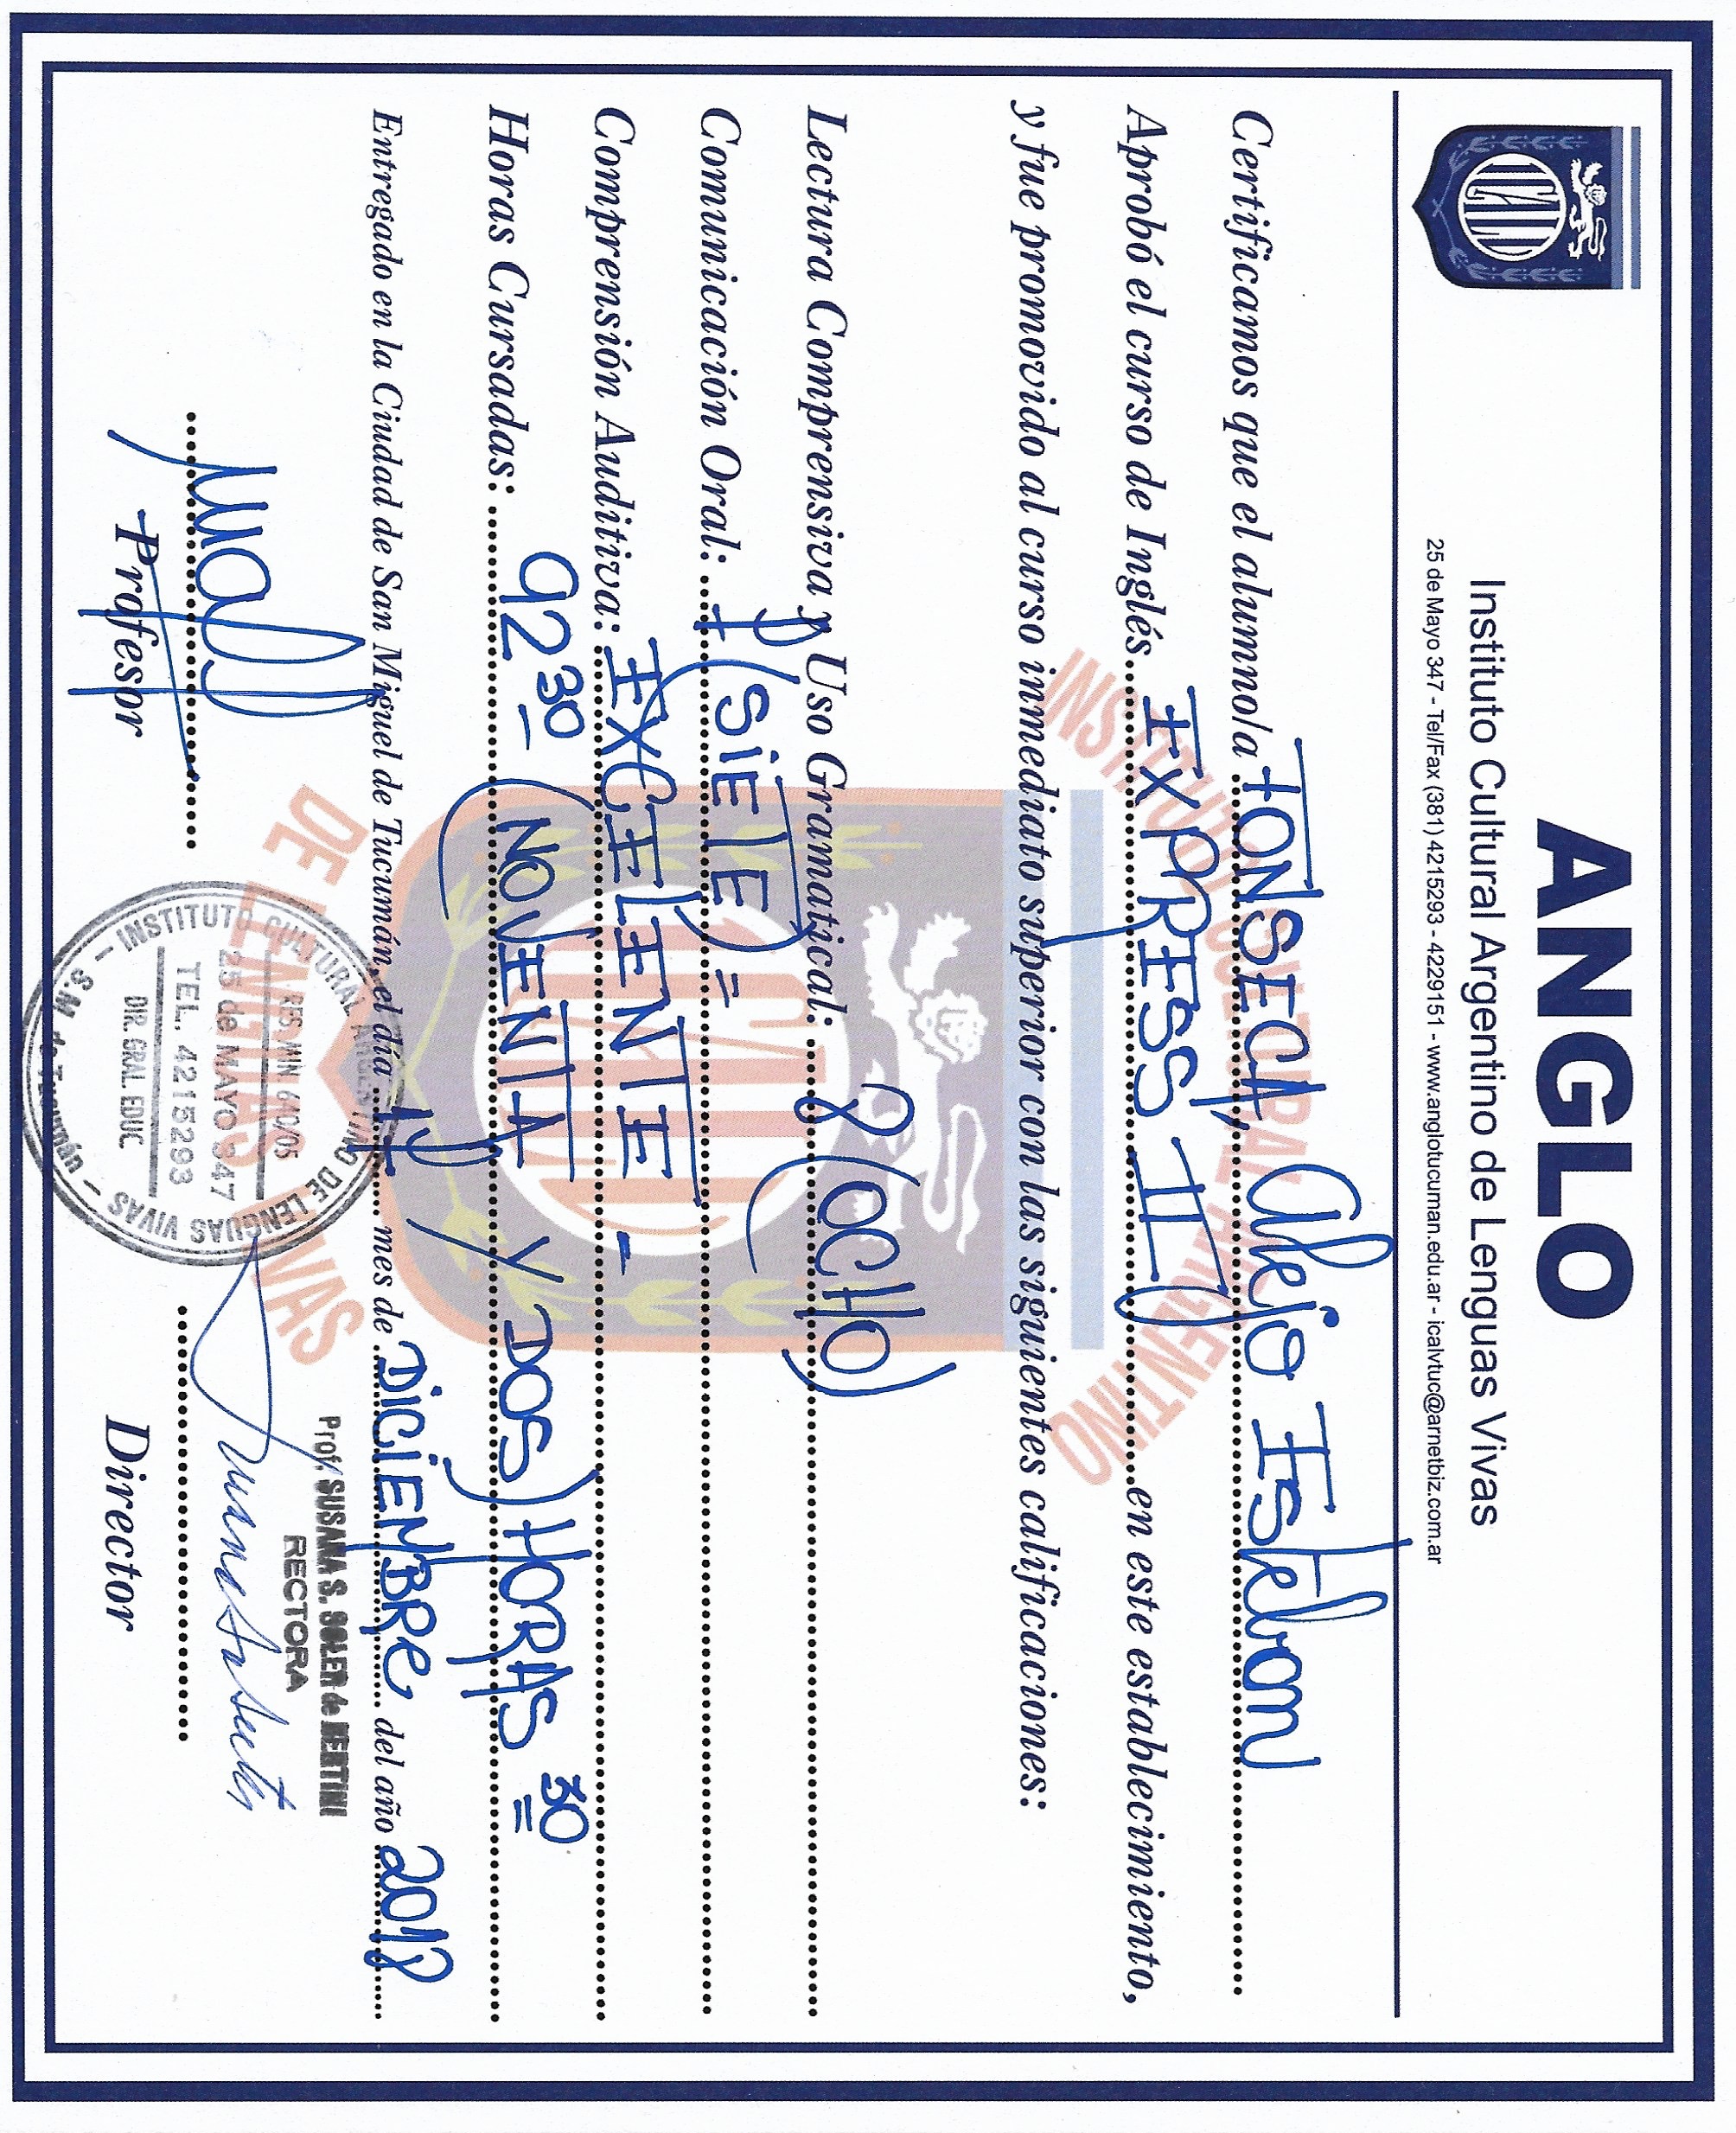 ICALV
ANGLO
Instituto Cultural Argentino de Lenguas Vivas
25 de Mayo 347 - Tel/Fax (381) 4215293 - 4229151 - www.anglotucuman.edu.ar - icalvtuc@arnetbiz.com.ar
Certificamos que el alumno/a FONSECA, Alejo Esteban
Aprobó el curso de Inglés EXPRESS II en este establecimiento,
y fue promovido al curso inmediato superior con las siguientes calificaciones:
INSTITUTO CULTURAL ARGENTINO
Lectura Comprensiva y Uso Gramatical: 8 (OCHO)
Comunicación Oral: 7 (SIETE) =
Comprensión Auditiva: EXCELENTE -
Horas Cursadas: 92 30 (NOVENTA Y DOS) HORAS 30
Entregado en la Ciudad de San Miguel de Tucumán, el día 17 mes de DICIEMBRE del año 2018
DE LENGUAS VIVAS
Prof. SUSANA S. SOLER de BERTINI
RECTORA
INSTITUTO CULTURAL ARGENTINO DE LENGUAS VIVAS
RES. MIN. 640/05
25 de MAYO 347
TEL. 4215293
DIR. GRAL. EDUC.
S.M. de Tucumán
Profesor
Director